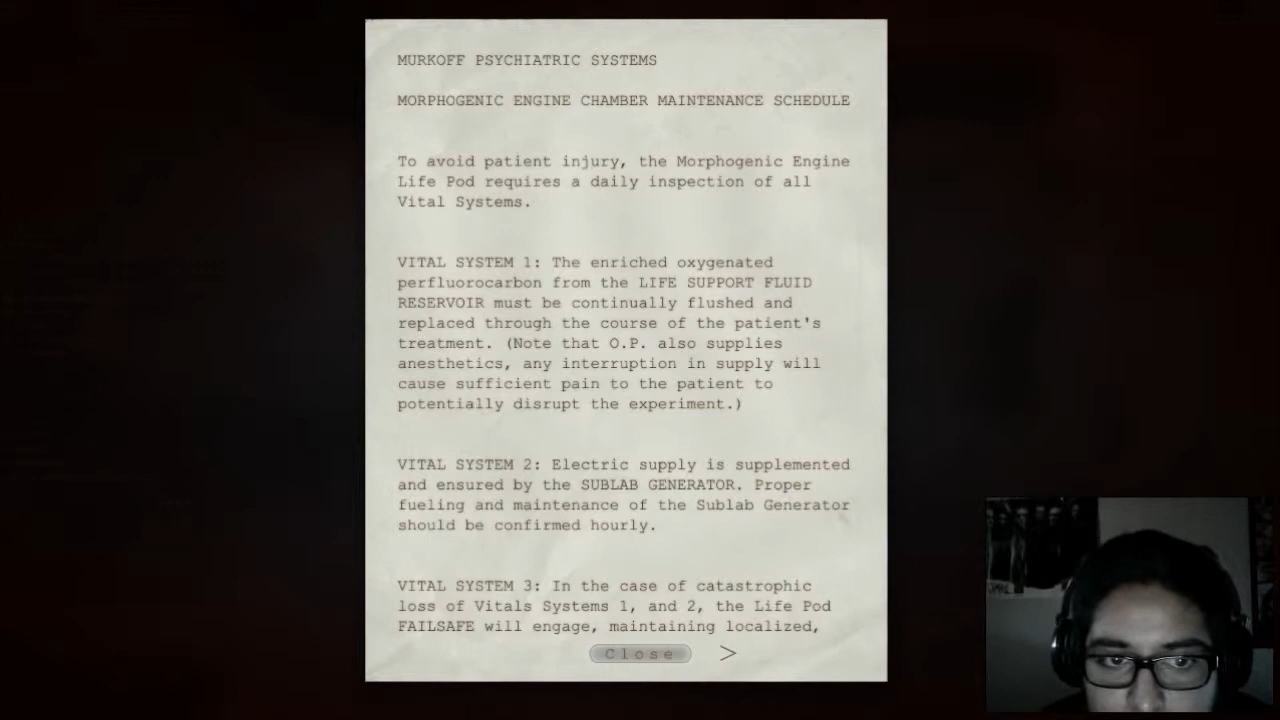 MURKOFF PSYCHIATRIC SYSTEMS
MORPHOGENIC ENGINE CHAMBER MAINTENANCE SCHEDULE
To avoid patient injury, the Morphogenic Engine
Life Pod requires a daily inspection of all
Vital Systems.
VITAL SYSTEM 1: The enriched oxygenated
perfluorocarbon from the LIFE SUPPORT FLUID
RESERVOIR must be continually flushed and
replaced through the course of the patient's
treatment. (Note that O.P. also supplies
anesthetics, any interruption in supply will
cause sufficient pain to the patient to
potentially disrupt the experiment.)
VITAL SYSTEM 2: Electric supply is supplemented
and ensured by the SUBLAB GENERATOR. Proper
fueling and maintenance of the Sublab Generator
should be confirmed hourly.
VITAL SYSTEM 3: In the case of catastrophic
loss of Vitals Systems 1, and 2, the Life Pod
FAILSAFE will engage, maintaining localized,
Close >